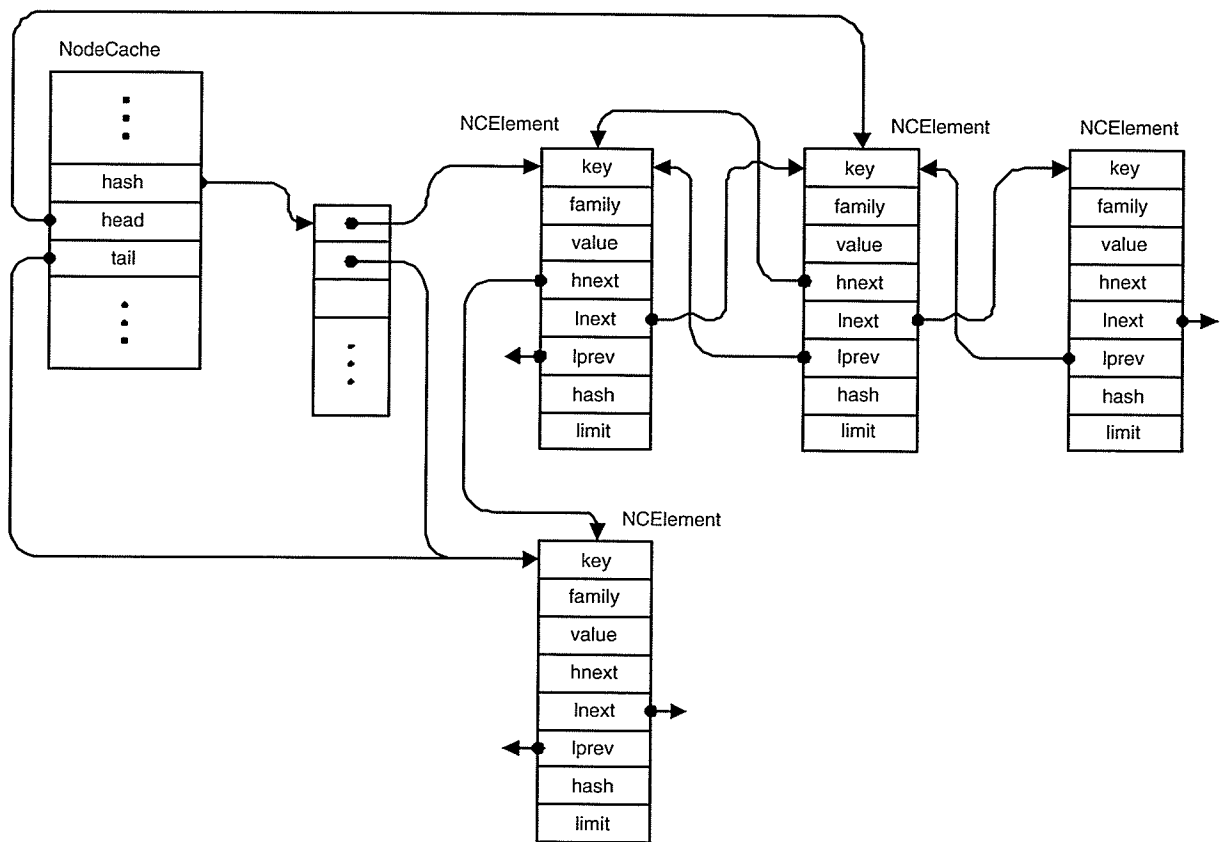 NodeCache
hash
head
tail
NCElement
key
family
value
hnext
lnext
lprev
hash
limit
NCElement
key
family
value
hnext
lnext
lprev
hash
limit
NCElement
key
family
value
hnext
lnext
lprev
hash
limit
NCElement
key
family
value
hnext
lnext
lprev
hash
limit